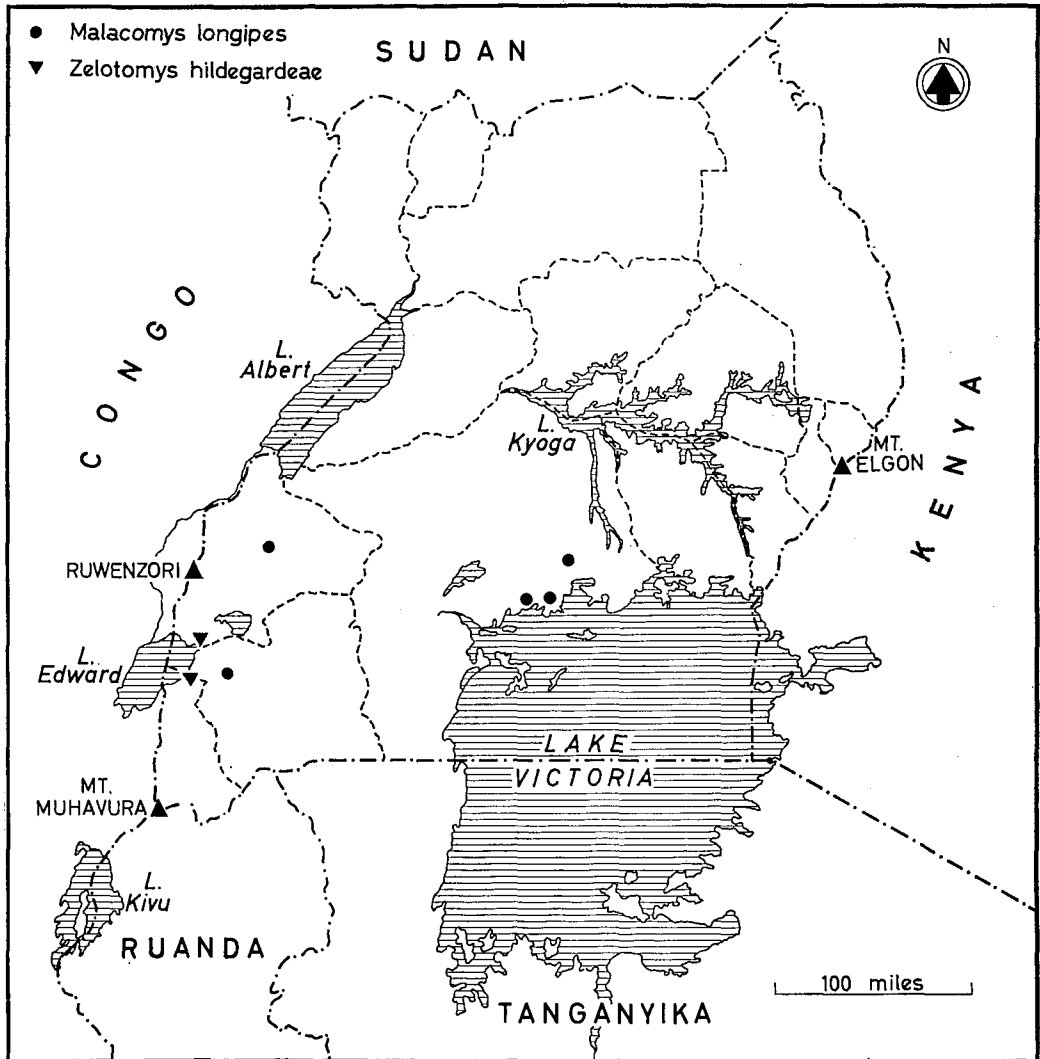 ● Malacomys longipes
▼ Zelotomys hildegardeae
SUDAN
N
CONGO
L.
Albert
L.
Kyoga
MT.
ELGON
KENYA
RUWENZORI
L.
Edward
LAKE
VICTORIA
MT.
MUHAVURA
L.
Kivu
RUANDA
100 miles
TANGANYIKA